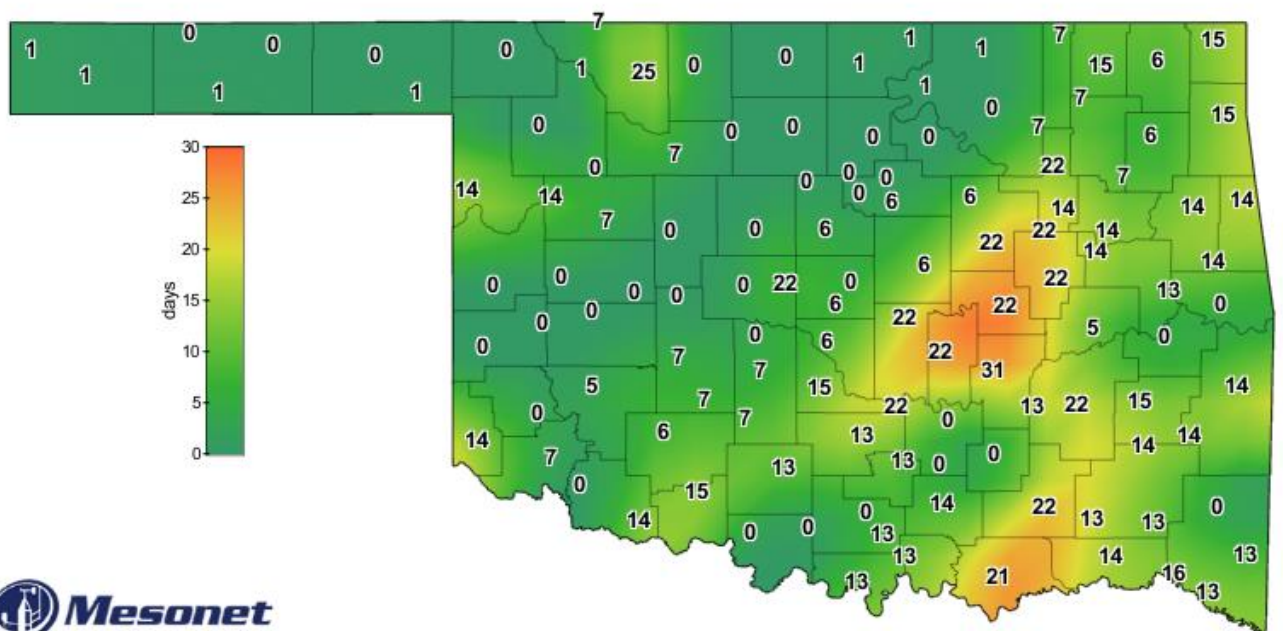 7
1 0 0 0 0 1 25 0 0 1 1 1 7 15 6 15
1 1 1 1 0 7 15
0 0 0 0 0 7 6
30
0 7 0 0 0 22 7
14 14 0 6 6 14 14 14
25
7 0 0 6 22 22 14 14
20
0 0 0 0 0 22 0 6 22 13 14 0
days
15
0 0 6 22 22 5
10
0 7 0 6 22 0
5 7 15 31 14
5
0 7 7 22 0 13 22 15
0
14 7 6 13 13 0 0 14 14
0 15 13 14 22 0
14 0 0 0 13 13 13
13 13 21 14 16 13 13
Mesonet